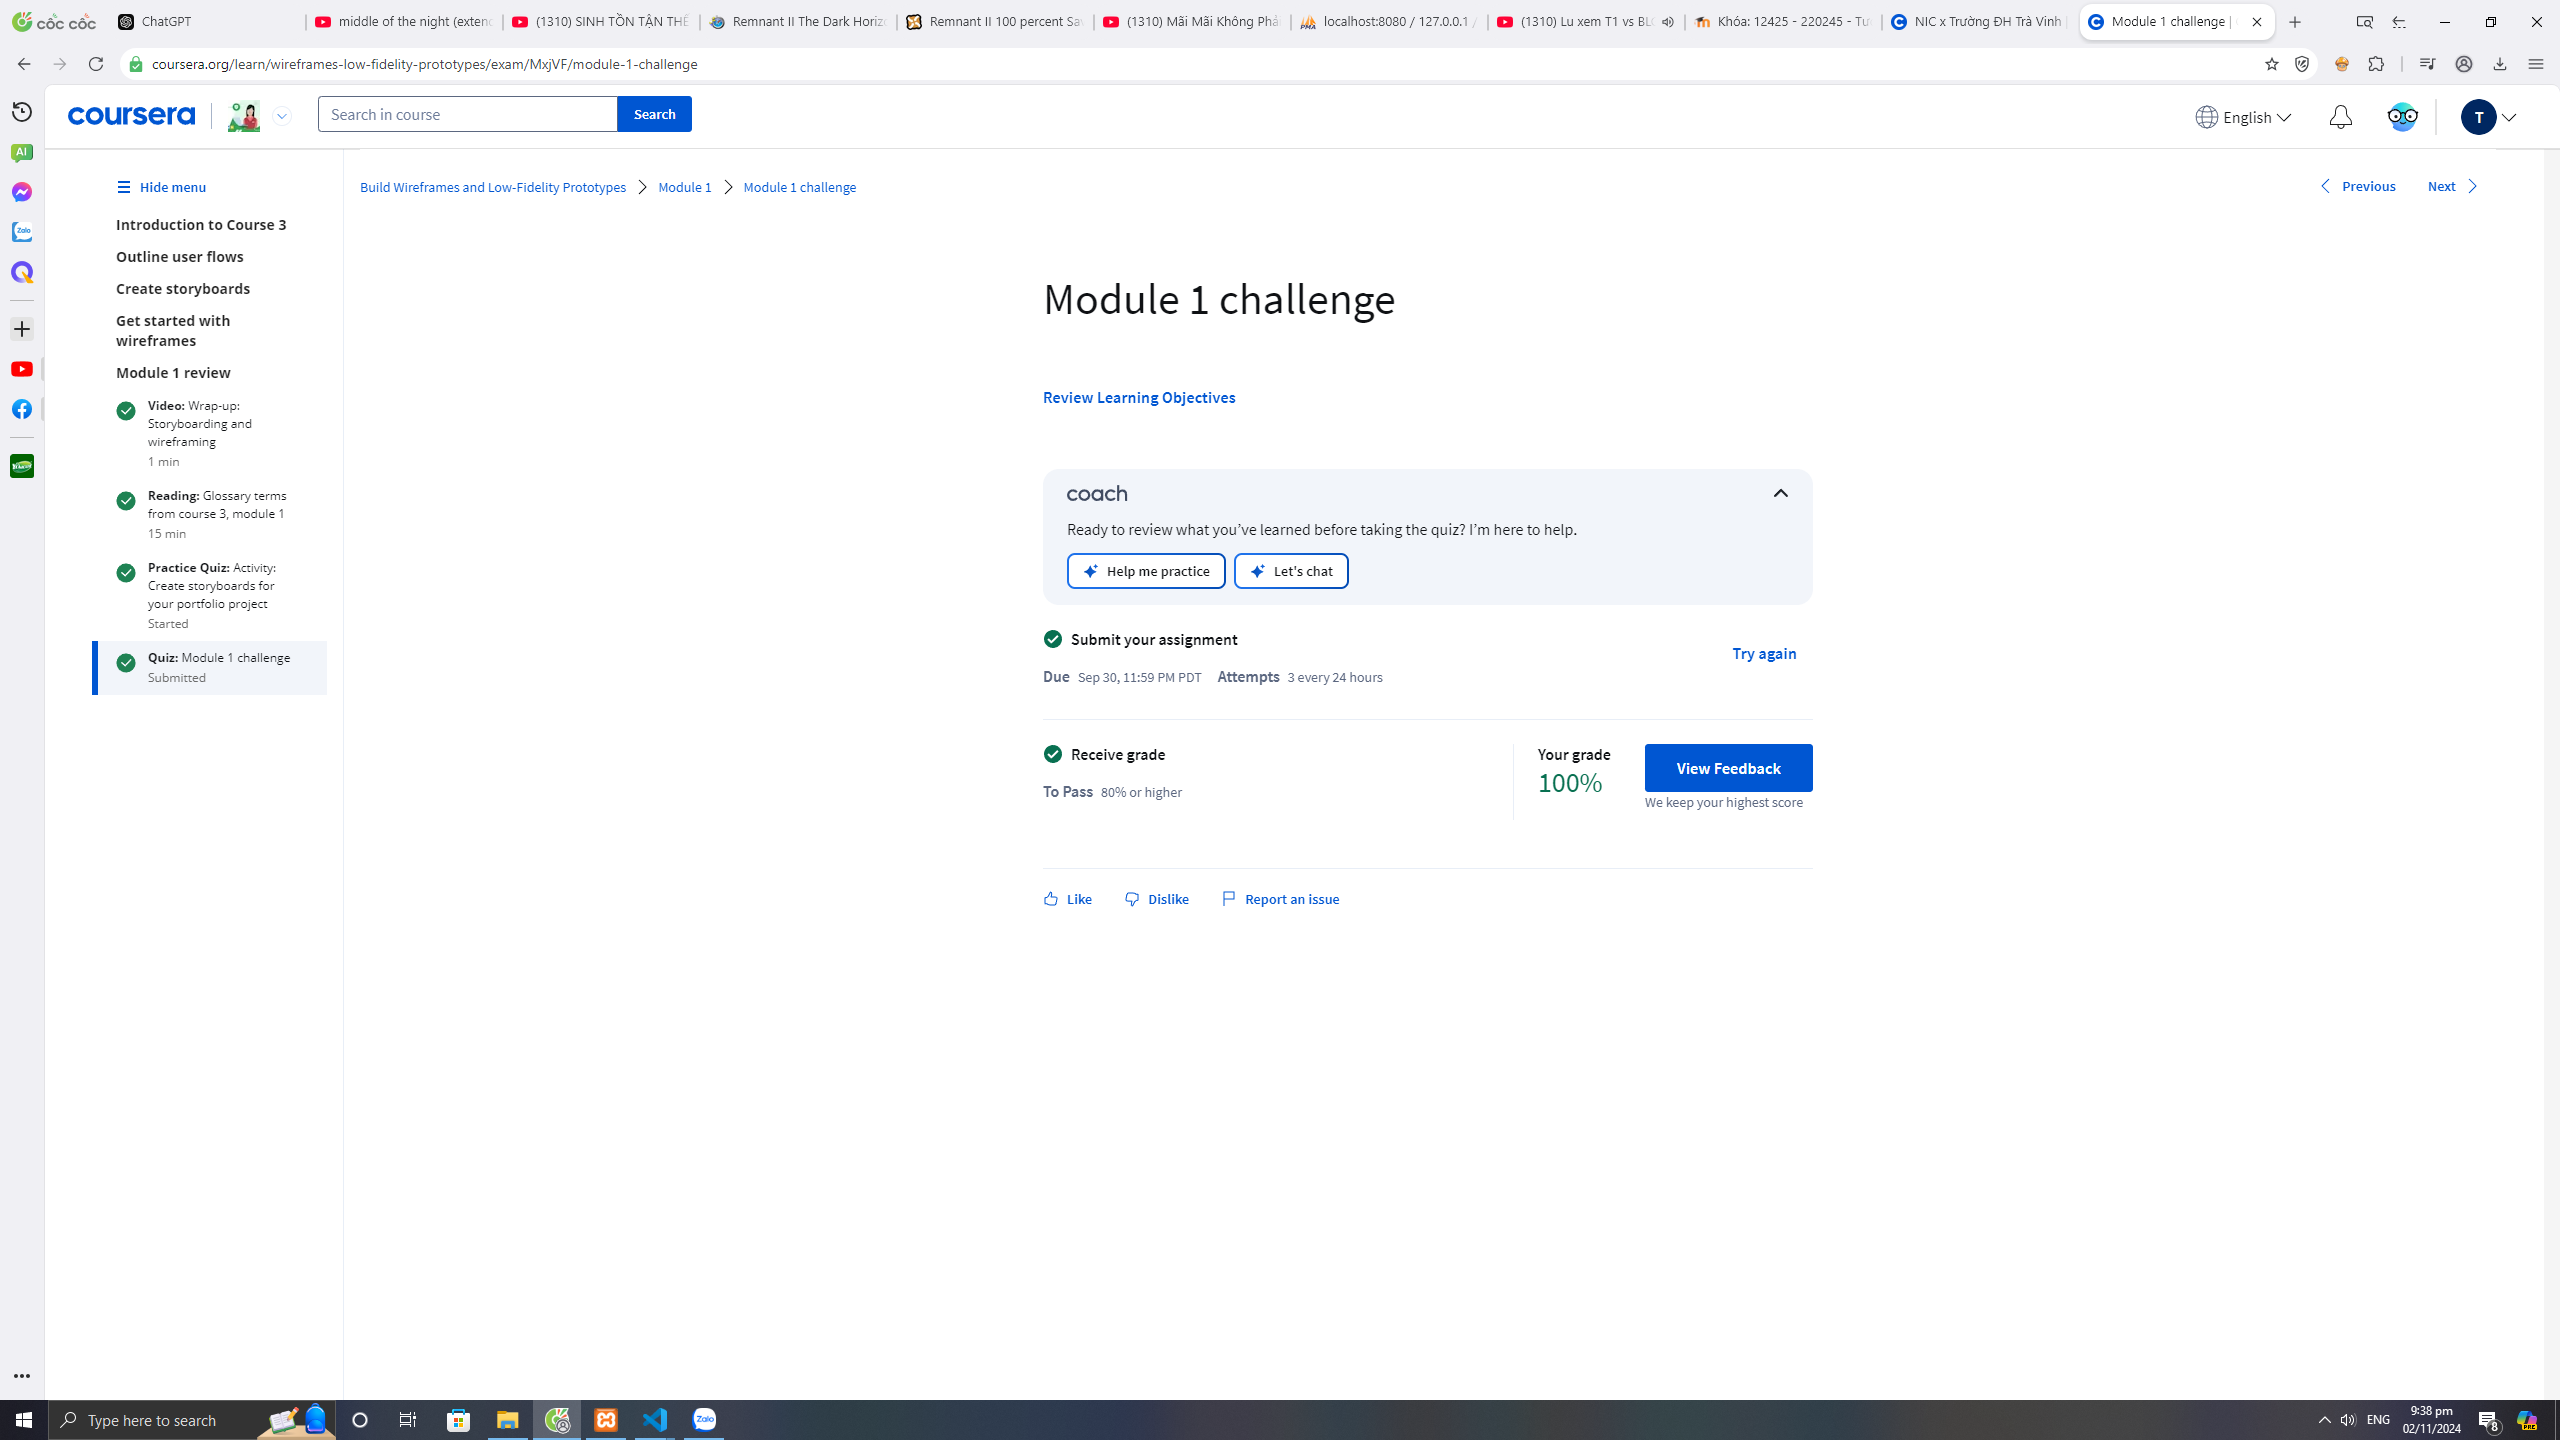 cốc cốc
ChatGPT
middle of the night (extend
(1310) SINH TỒN TẬN THẾ
Remnant II The Dark Horizo
Remnant II 100 percent Sav
(1310) Mãi Mãi Không Phả
localhost:8080 / 127.0.0.1 /
(1310) Lu xem T1 vs BLG
Khóa: 12425 - 220245 - Tư
NIC x Trường ĐH Trà Vinh |
Module 1 challenge |
coursera.org/learn/wireframes-low-fidelity-prototypes/exam/MxjVF/module-1-challenge
coursera
Search in course
Search
English
T
AI
Zalo
Hide menu
Introduction to Course 3
Outline user flows
Create storyboards
Get started with
wireframes
Module 1 review
Video: Wrap-up:
Storyboarding and
wireframing
1 min
Reading: Glossary terms
from course 3, module 1
15 min
Practice Quiz: Activity:
Create storyboards for
your portfolio project
Started
Quiz: Module 1 challenge
Submitted
Build Wireframes and Low-Fidelity Prototypes
Module 1
Module 1 challenge
Previous
Next
Module 1 challenge
Review Learning Objectives
coach
Ready to review what you’ve learned before taking the quiz? I’m here to help.
Help me practice
Let's chat
Submit your assignment
Try again
Due Sep 30, 11:59 PM PDT Attempts 3 every 24 hours
Receive grade
To Pass 80% or higher
Your grade
100%
View Feedback
We keep your highest score
Like
Dislike
Report an issue
Type here to search
Zalo
ENG
9:38 pm
02/11/2024
8